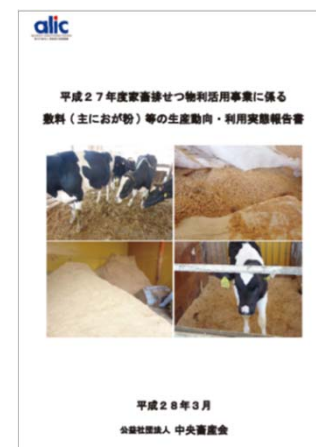 alic
平成２７年度家畜排せつ物利活用事業に係る
敷料（主におが粉）等の生産動向・利用実態報告書
平成２８年３月
公益社団法人 中央畜産会